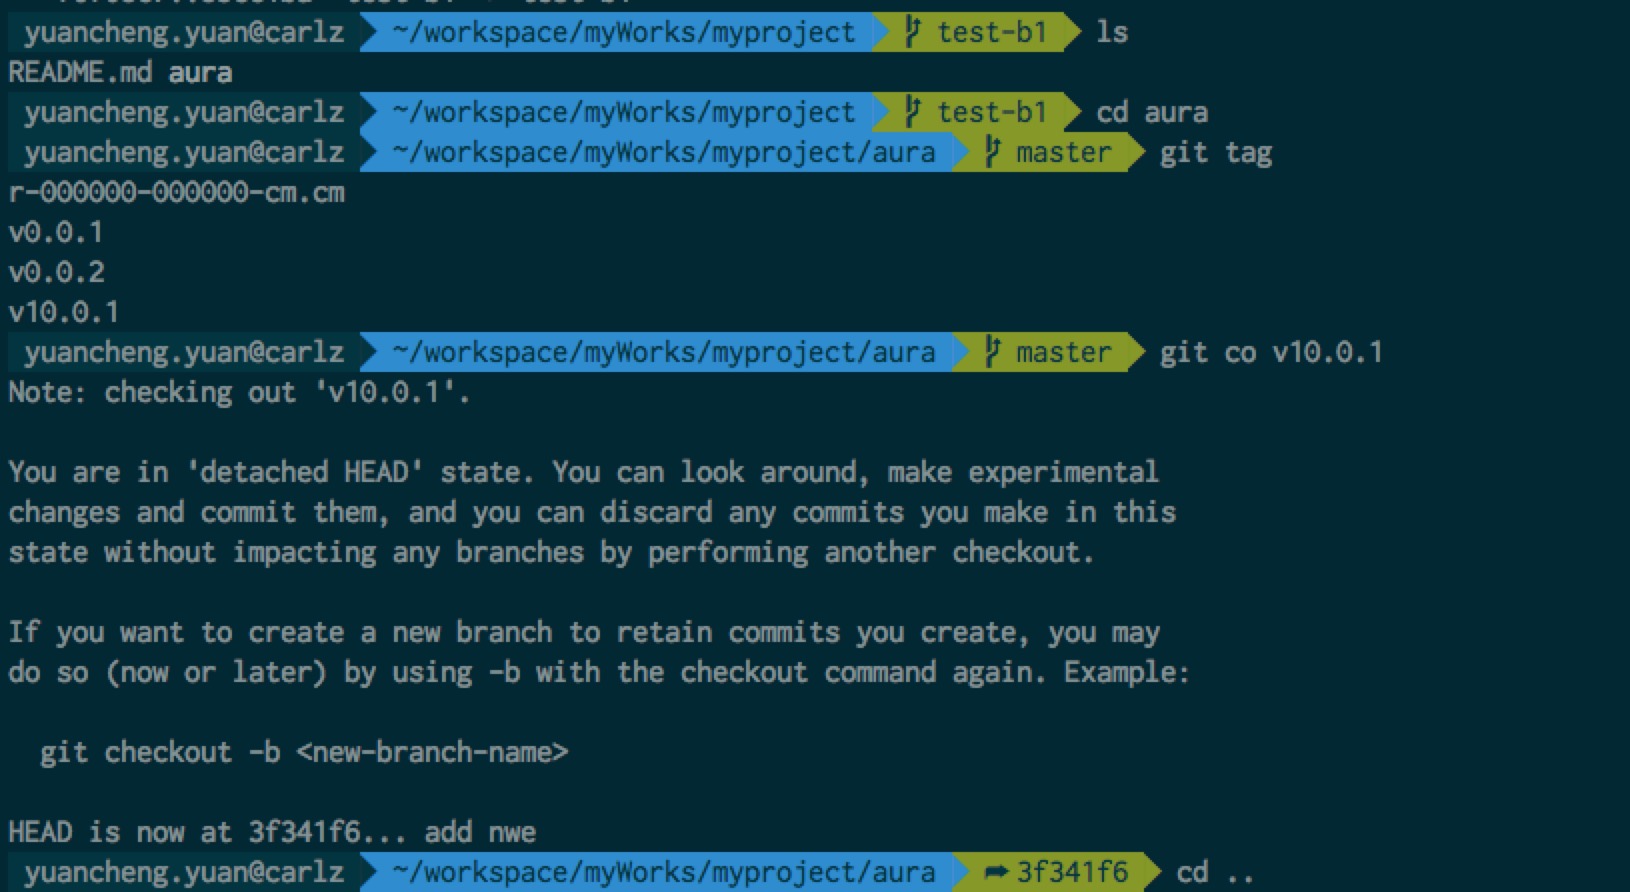 yuancheng.yuan@carlz ~/workspace/myWorks/myproject test-b1 ls
README.md aura
yuancheng.yuan@carlz ~/workspace/myWorks/myproject test-b1 cd aura
yuancheng.yuan@carlz ~/workspace/myWorks/myproject/aura master git tag
r-000000-000000-cm.cm
v0.0.1
v0.0.2
v10.0.1
yuancheng.yuan@carlz ~/workspace/myWorks/myproject/aura master git co v10.0.1
Note: checking out 'v10.0.1'.
You are in 'detached HEAD' state. You can look around, make experimental
changes and commit them, and you can discard any commits you make in this
state without impacting any branches by performing another checkout.
If you want to create a new branch to retain commits you create, you may
do so (now or later) by using -b with the checkout command again. Example:
git checkout -b <new-branch-name>
HEAD is now at 3f341f6... add nwe
yuancheng.yuan@carlz ~/workspace/myWorks/myproject/aura ➦ 3f341f6 cd ..